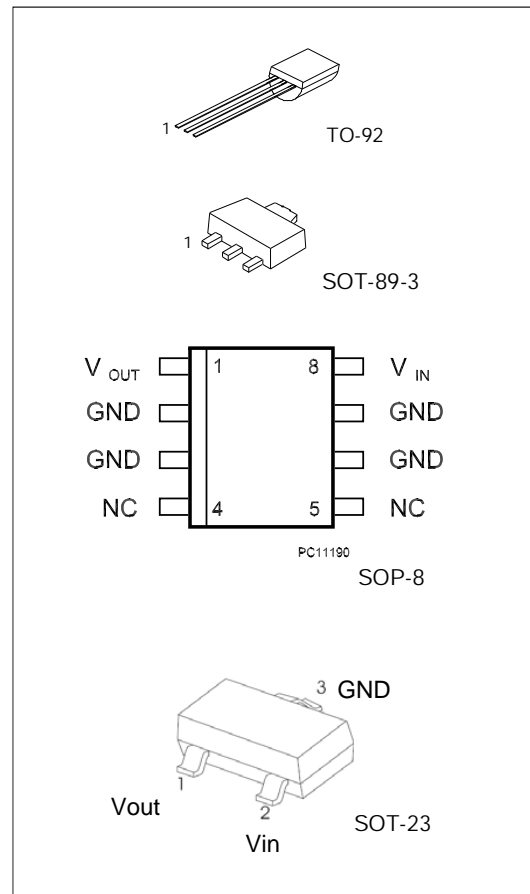 1
TO-92
1
SOT-89-3
V OUT 1 8 V IN
GND GND
GND GND
NC 4 5 NC
PC11190
SOP-8
3 GND
1
Vout
2
Vin
SOT-23